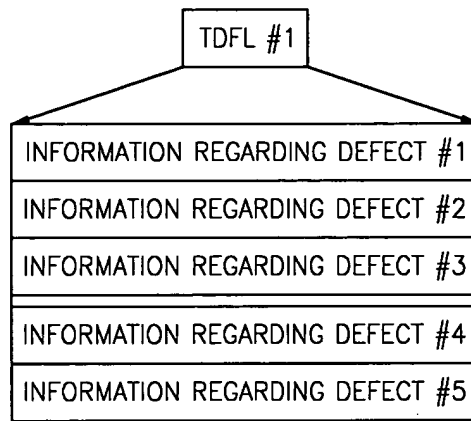 TDFL #1
INFORMATION REGARDING DEFECT #1
INFORMATION REGARDING DEFECT #2
INFORMATION REGARDING DEFECT #3
INFORMATION REGARDING DEFECT #4
INFORMATION REGARDING DEFECT #5